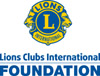 LIONS
L
INTERNATIONAL
Lions Clubs International
FOUNDATION